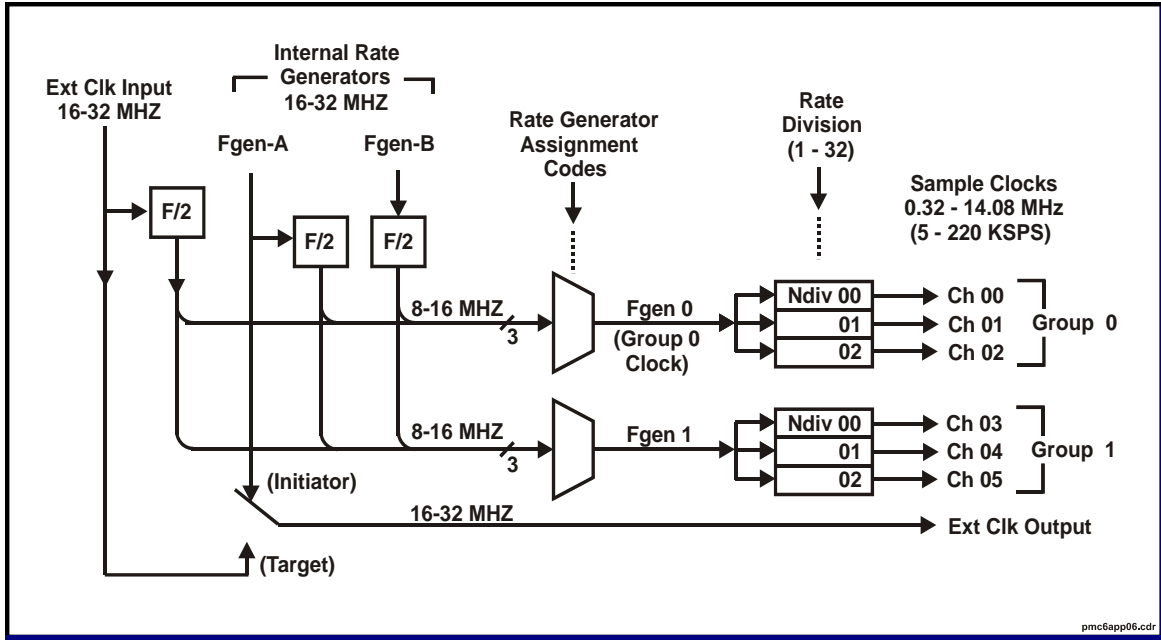 Internal Rate
Generators
16-32 MHZ
Ext Clk Input
16-32 MHZ
Fgen-A
Fgen-B
Rate Generator
Assignment
Codes
Rate
Division
(1 - 32)
Sample Clocks
0.32 - 14.08 MHz
(5 - 220 KSPS)
F/2
F/2
F/2
8-16 MHZ
3
Fgen 0
(Group 0
Clock)
Ndiv 00
01
02
Ch 00
Ch 01
Ch 02
Group 0
8-16 MHZ
3
Fgen 1
Ndiv 00
01
02
Ch 03
Ch 04
Ch 05
Group 1
(Initiator)
16-32 MHZ
Ext Clk Output
(Target)
pmc6app06.cdr